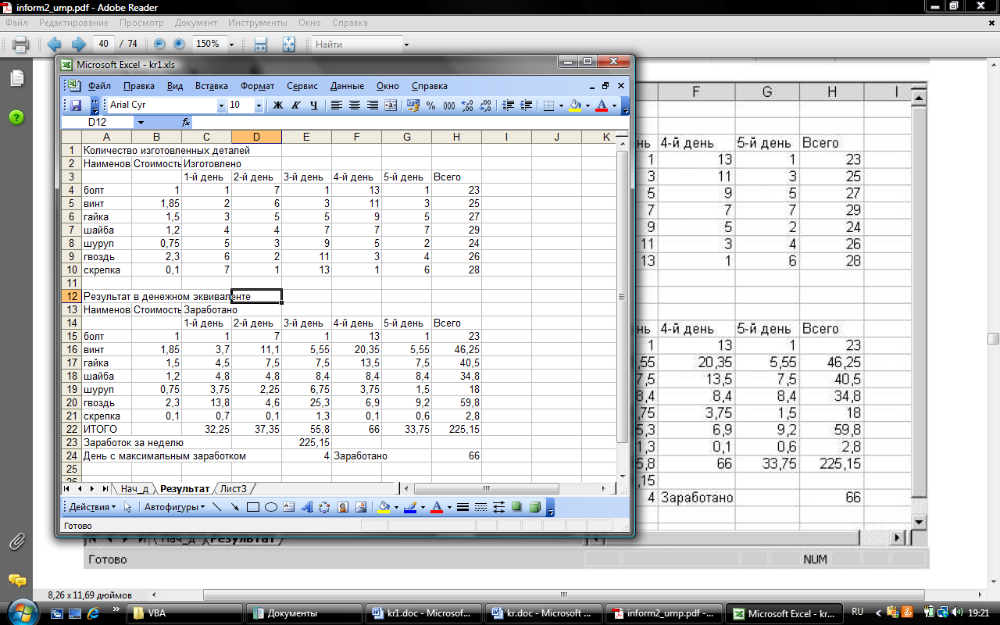 inform2_ump.pdf - Adobe Reader
Файл Редактирование Просмотр Документ Инструменты Окно Справка
40 / 74 150% Найти
Microsoft Excel - kr1.xls
Файл Правка Вид Вставка Формат Сервис Данные Окно Справка
Arial Cyr 10 Ж К Ч % 000
D12 fx
A B C D E F G H I J K
1 Количество изготовленных деталей
2 Наименов Стоимость Изготовлено
3 1-й день 2-й день 3-й день 4-й день 5-й день Всего
4 болт 1 1 7 1 13 1 23
5 винт 1,85 2 6 3 11 3 25
6 гайка 1,5 3 5 5 9 5 27
7 шайба 1,2 4 4 7 7 7 29
8 шуруп 0,75 5 3 9 5 2 24
9 гвоздь 2,3 6 2 11 3 4 26
10 скрепка 0,1 7 1 13 1 6 28
11
12 Результат в денежном эквиваленте
13 Наименов Стоимость Заработано
14 1-й день 2-й день 3-й день 4-й день 5-й день Всего
15 болт 1 1 7 1 13 1 23
16 винт 1,85 3,7 11,1 5,55 20,35 5,55 46,25
17 гайка 1,5 4,5 7,5 7,5 13,5 7,5 40,5
18 шайба 1,2 4,8 4,8 8,4 8,4 8,4 34,8
19 шуруп 0,75 3,75 2,25 6,75 3,75 1,5 18
20 гвоздь 2,3 13,8 4,6 25,3 6,9 9,2 59,8
21 скрепка 0,1 0,7 0,1 1,3 0,1 0,6 2,8
22 ИТОГО 32,25 37,35 55,8 66 33,75 225,15
23 Заработок за неделю 225,15
24 День с максимальным заработком 4 Заработано 66
25
Нач_д Результат Лист3
Действия Автофигуры
Готово
F G H I
нь 4-й день 5-й день Всего
1 13 1 23
3 11 3 25
5 9 5 27
7 7 7 29
9 5 2 24
11 3 4 26
13 1 6 28
нь 4-й день 5-й день Всего
1 13 1 23
,55 20,35 5,55 46,25
7,5 13,5 7,5 40,5
8,4 8,4 8,4 34,8
,75 3,75 1,5 18
5,3 6,9 9,2 59,8
1,3 0,1 0,6 2,8
5,8 66 33,75 225,15
,15
4 Заработано 66
Нач_д Результат
Готово NUM
8,26 x 11,69 дюймов
VBA Документы kr1.doc - Microsof... kr.doc - Microsoft ... inform2_ump.pdf -... Microsoft Excel - kr... RU 19:21